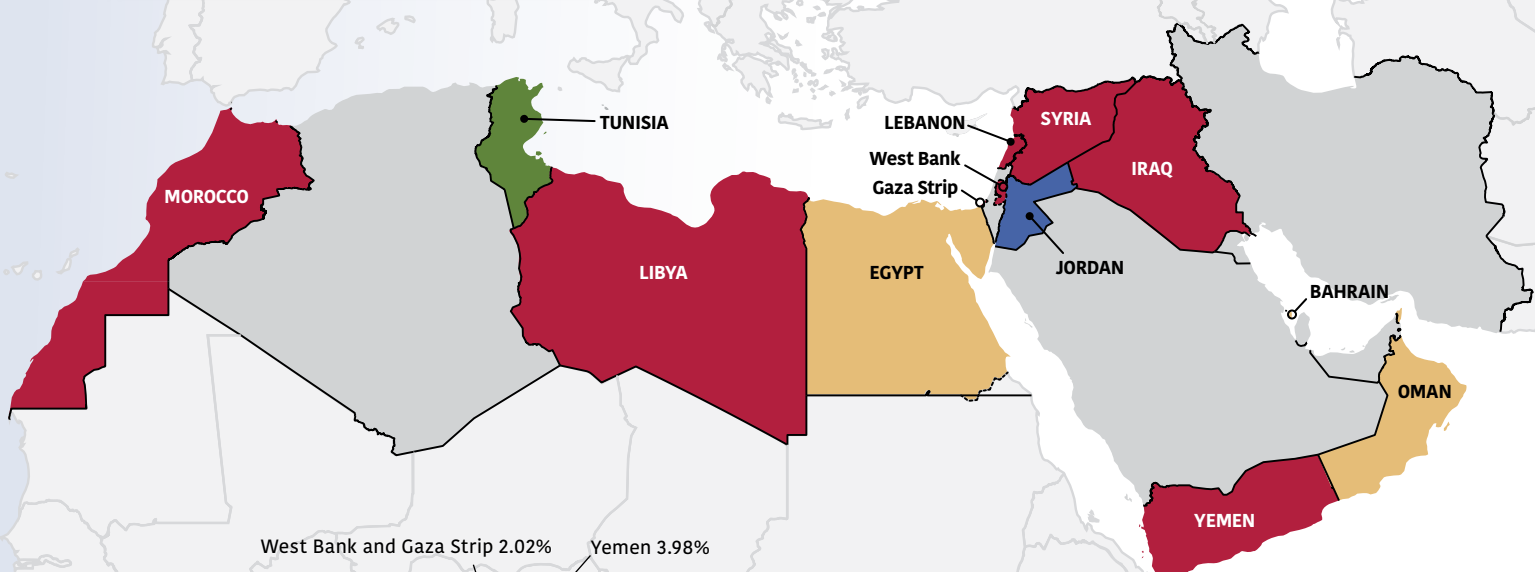 TUNISIA
LEBANON
SYRIA
West Bank
IRAQ
Gaza Strip
MOROCCO
LIBYA
EGYPT
JORDAN
BAHRAIN
OMAN
YEMEN
West Bank and Gaza Strip 2.02%
Yemen 3.98%